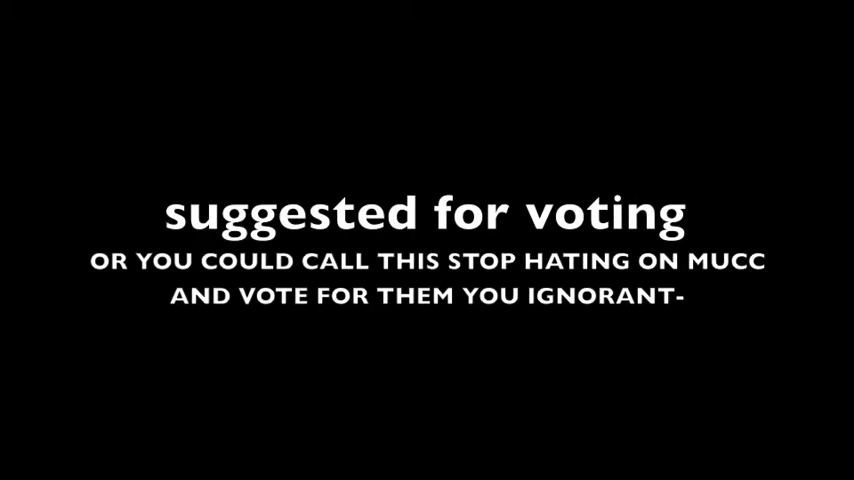 suggested for voting
OR YOU COULD CALL THIS STOP HATING ON MUCC
AND VOTE FOR THEM YOU IGNORANT-